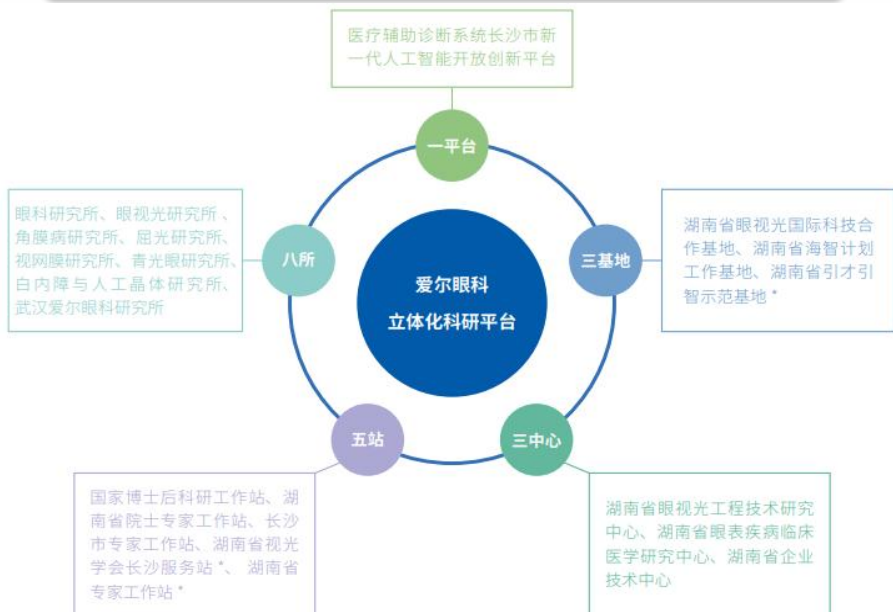 医疗辅助诊断系统长沙市新
一代人工智能开放创新平台
一平台
眼科研究所、眼视光研究所、
角膜病研究所、屈光研究所、
视网膜研究所、青光眼研究所、
白内障与人工晶体研究所、
武汉爱尔眼科研究所
八所
爱尔眼科
立体化科研平台
三基地
湖南省眼视光国际科技合
作基地、湖南省海智计划
工作基地、湖南省引才引
智示范基地*
五站
国家博士后科研工作站、湖
南省院士专家工作站、长沙
市专家工作站、湖南省视光
学会长沙服务站*、湖南省
专家工作站*
三中心
湖南省眼视光工程技术研究
中心、湖南省眼表疾病临床
医学研究中心、湖南省企业
技术中心